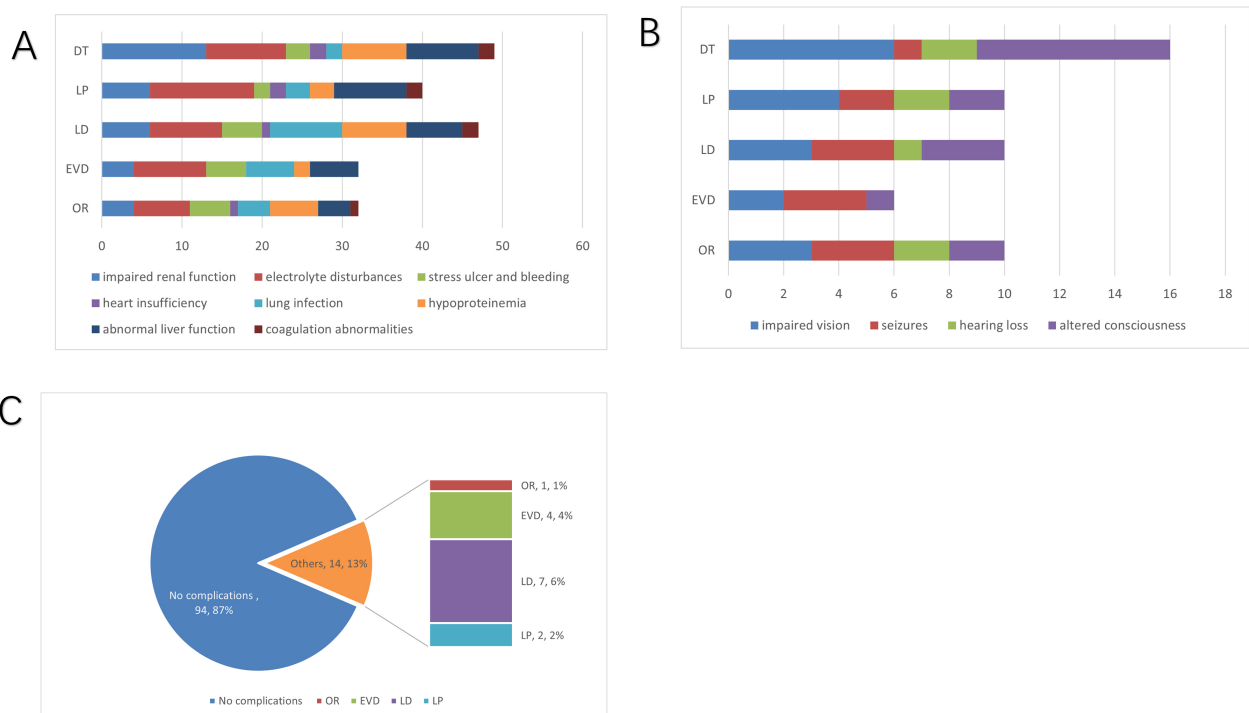 A
DT
LP
LD
EVD
OR
0 10 20 30 40 50 60
impaired renal function electrolyte disturbances stress ulcer and bleeding
heart insufficiency lung infection hypoproteinemia
abnormal liver function coagulation abnormalities
B
DT
LP
LD
EVD
OR
0 2 4 6 8 10 12 14 16 18
impaired vision seizures hearing loss altered consciousness
C
OR, 1, 1%
EVD, 4, 4%
Others, 14, 13%
LD, 7, 6%
No complications ,
94, 87%
LP, 2, 2%
No complications OR EVD LD LP